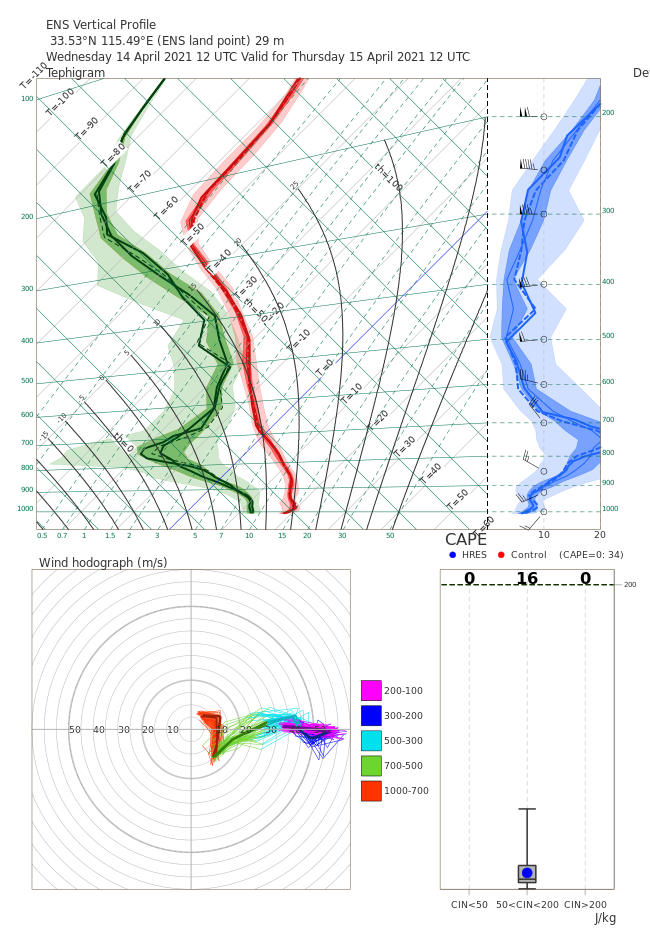 ENS Vertical Profile
33.53°N 115.49°E (ENS land point) 29 m
Wednesday 14 April 2021 12 UTC Valid for Thursday 15 April 2021 12 UTC
Tephigram
De
T=-110
T=-100
T=-90
T=-80
T=-70
T=-60
T=-50
T=-40
T=-30
T=-20
T=-10
T=0
T=10
T=20
T=30
T=40
T=50
T=60
th=100
th=50
th=0
100
200
300
400
500
600
700
800
900
1000
25
20
15
10
5
-5
-10
-15
0.5 0.7 1 1.5 2 3 5 7 10 15 20 30 50
200
300
400
500
600
700
800
900
1000
10 20
CAPE
HRES Control (CAPE=0: 34)
Wind hodograph (m/s)
50 40 30 20 10 10 20 30
200-100
300-200
500-300
700-500
1000-700
0 16 0
200
CIN<50 50<CIN<200 CIN>200
J/kg